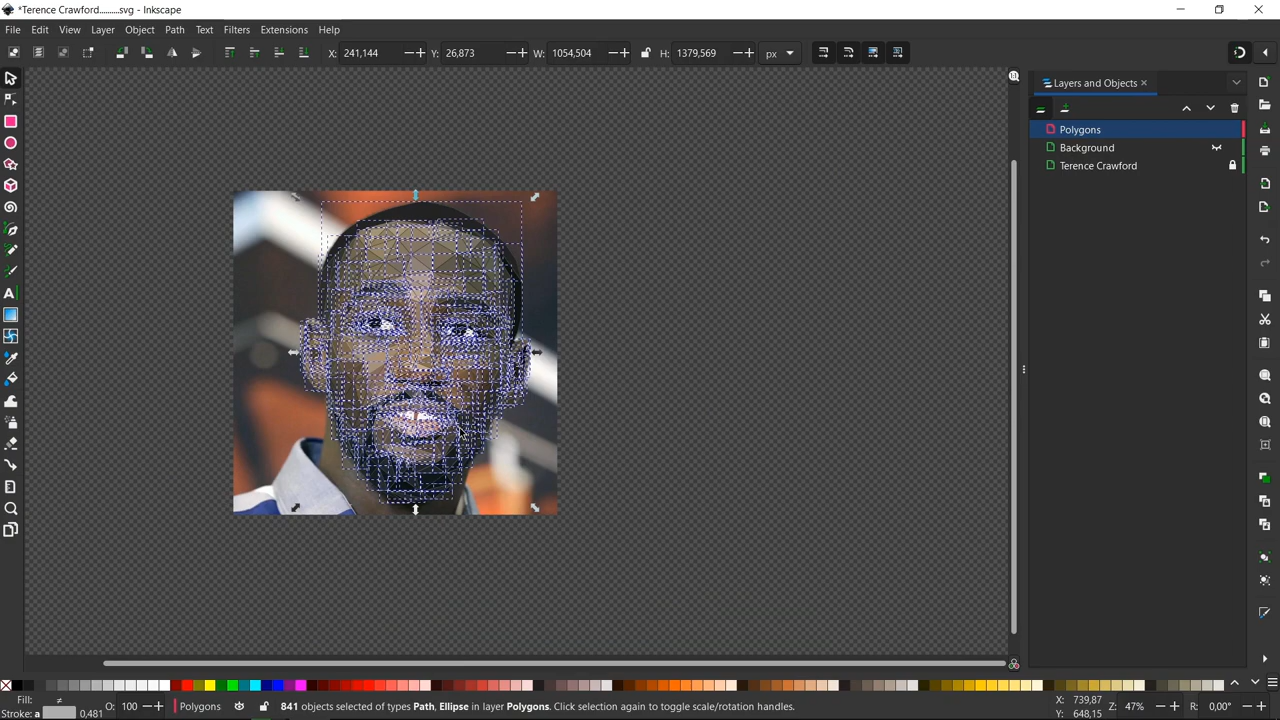 *Terence Crawford.........svg - Inkscape
File Edit View Layer Object Path Text Filters Extensions Help
X: 241,144 Y: 26,873 W: 1054,504 H: 1379,569 px
Layers and Objects
Polygons
Background
Terence Crawford
Fill: ≠ O: 100 Polygons 841 objects selected of types Path, Ellipse in layer Polygons. Click selection again to toggle scale/rotation handles. X: 739,87 Z: 47% R: 0,00°
Stroke: a 0,481 Y: 648,15